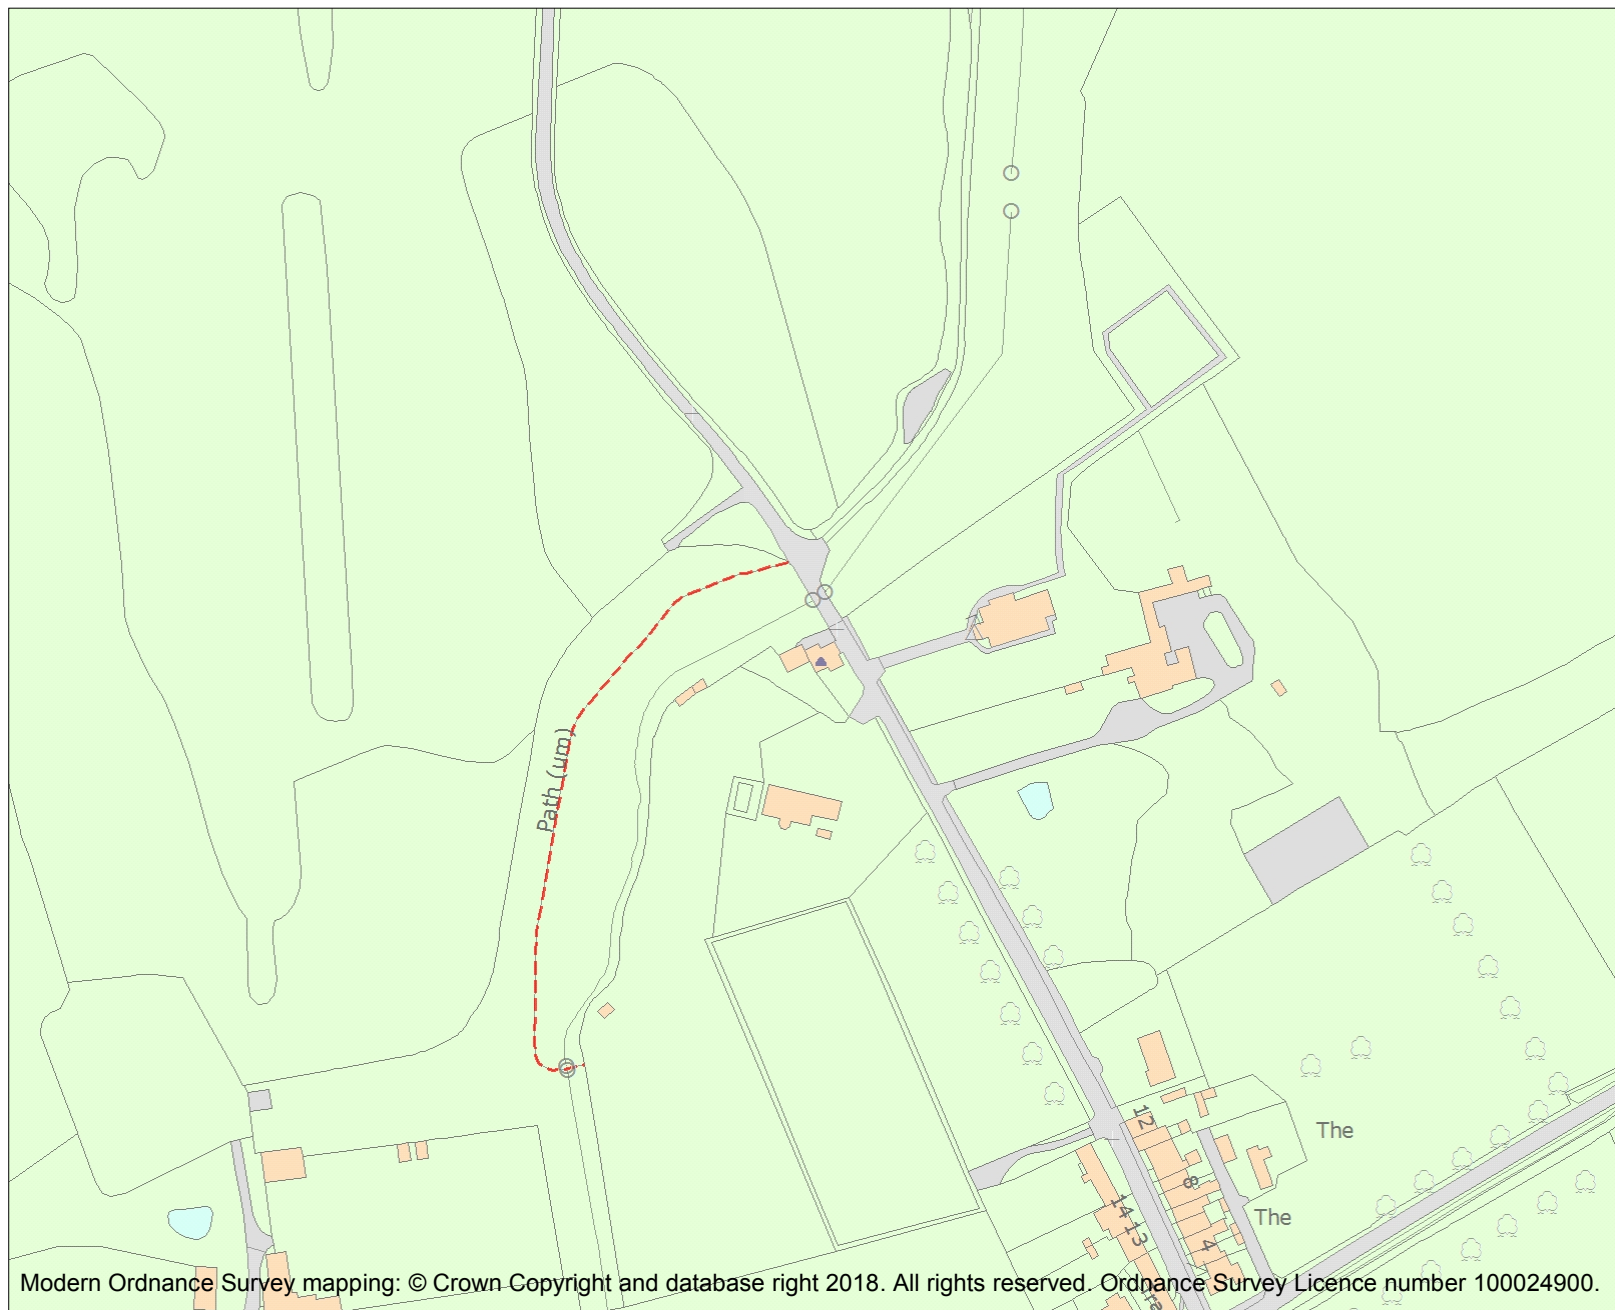 Path (um)
12
The
8
14
13
The
4
Modern Ordnance Survey mapping: © Crown Copyright and database right 2018. All rights reserved. Ordnance Survey Licence number 100024900.